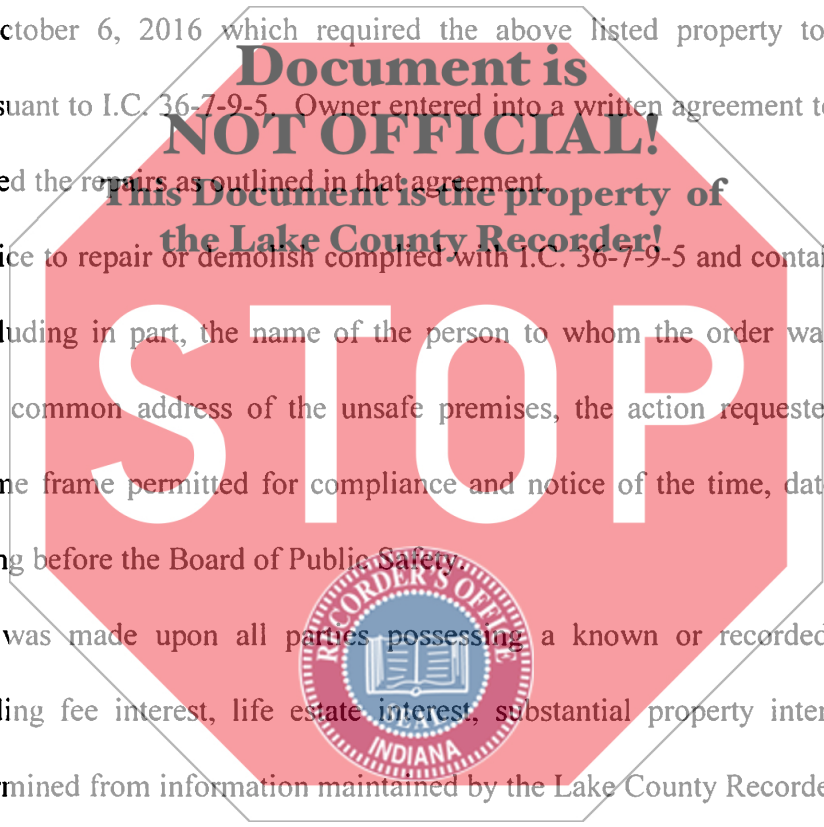 ctober 6, 2016 which required the above listed property to
Document is
suant to I.C. 36-7-9-5. Owner entered into a written agreement to
NOT OFFICIAL!
ed the repairs as outlined in that agreement.
This Document is the property of
the Lake County Recorder!
ice to repair or demolish complied with I.C. 36-7-9-5 and contai
luding in part, the name of the person to whom the order wa
STOP
common address of the unsafe premises, the action requeste
me frame permitted for compliance and notice of the time, dat
ng before the Board of Public Safety.
RECORDER'S OFFICE
was made upon all parties possessing a known or recorded
ling fee interest, life estate interest, substantial property inter
SEAL
INDIANA
rmined from information maintained by the Lake County Recorde